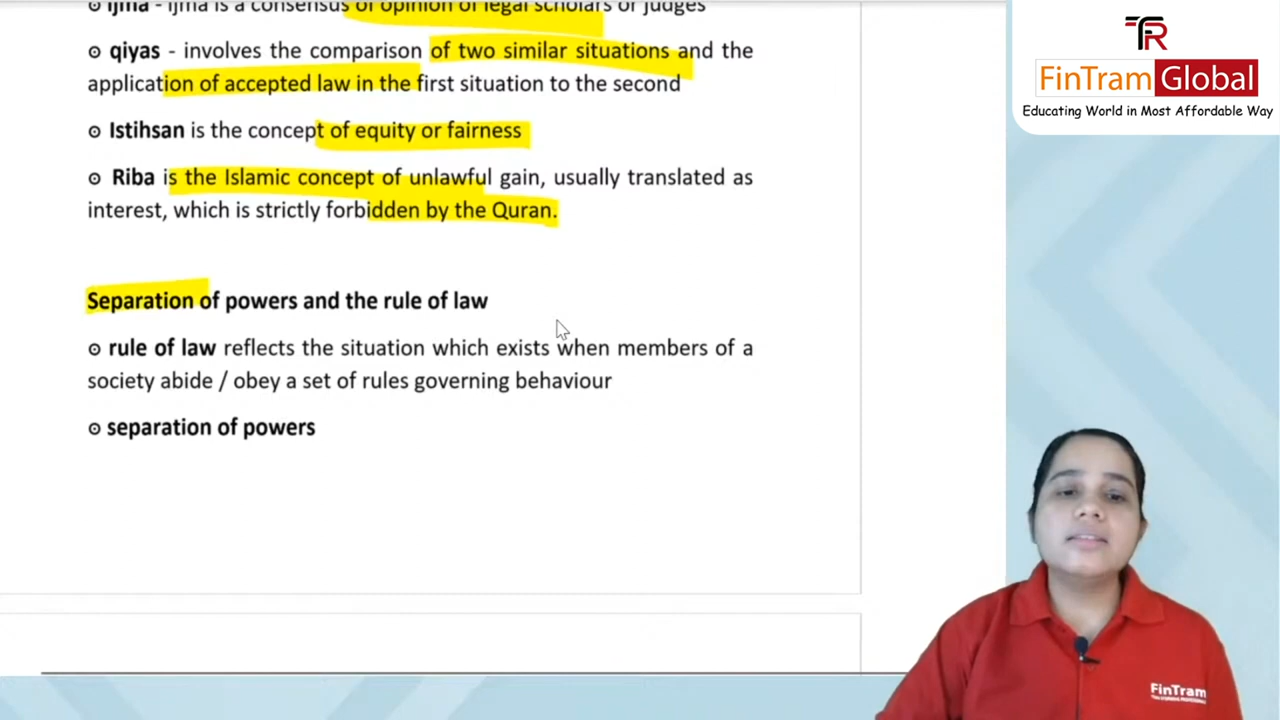 ⊙ ijma - ijma is a consensus of opinion of legal scholars or judges
⊙ qiyas - involves the comparison of two similar situations and the
application of accepted law in the first situation to the second
⊙ Istihsan is the concept of equity or fairness
⊙ Riba is the Islamic concept of unlawful gain, usually translated as
interest, which is strictly forbidden by the Quran.
Separation of powers and the rule of law
⊙ rule of law reflects the situation which exists when members of a
society abide / obey a set of rules governing behaviour
⊙ separation of powers
TR
FinTram Global
Educating World in Most Affordable Way
FinTram